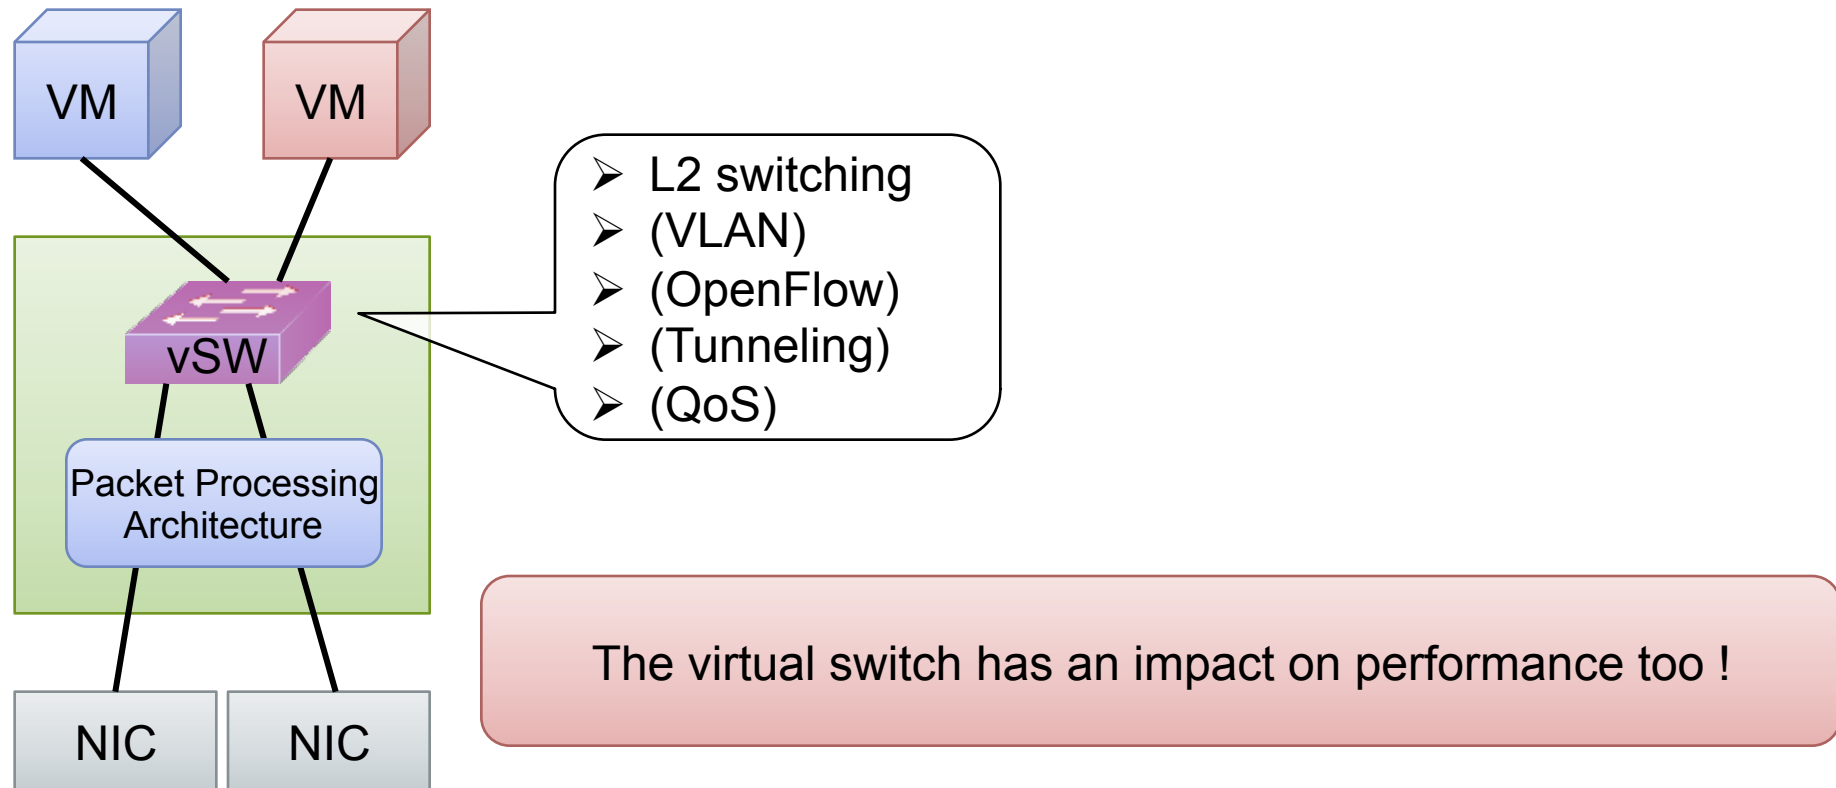 VM
VM
➢ L2 switching
➢ (VLAN)
➢ (OpenFlow)
➢ (Tunneling)
➢ (QoS)
vSW
Packet Processing
Architecture
The virtual switch has an impact on performance too !
NIC
NIC